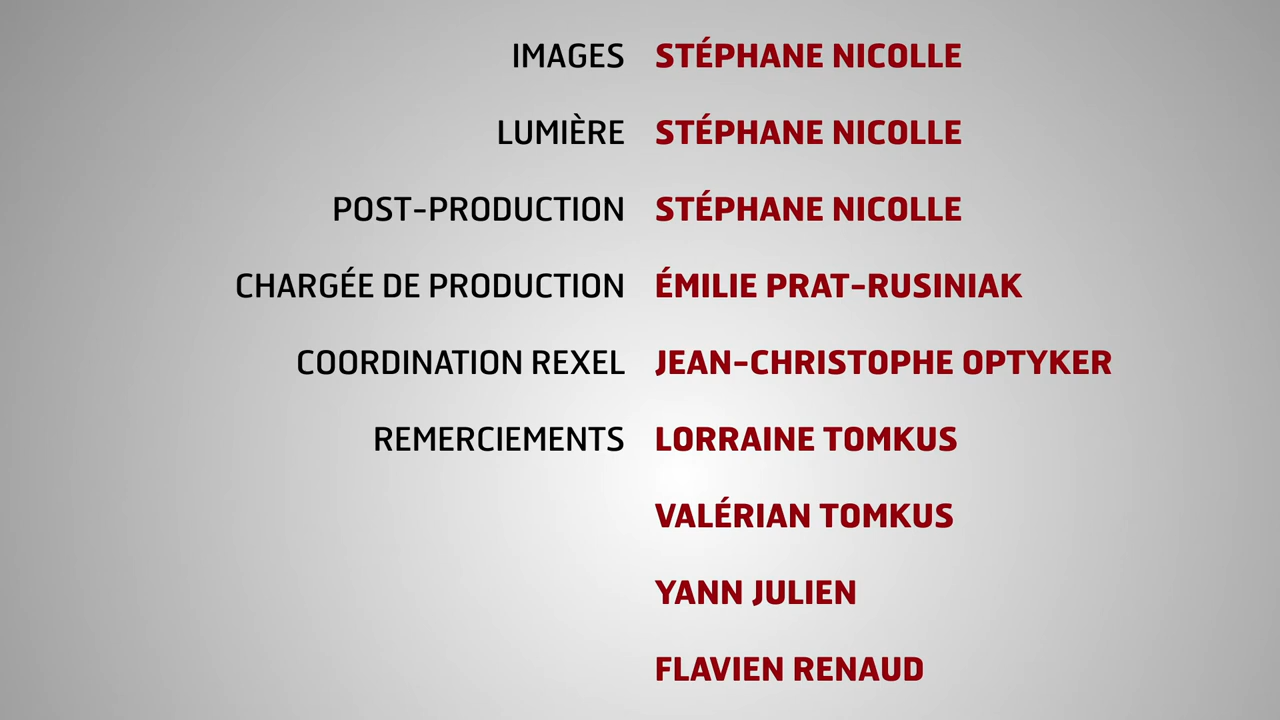 IMAGES STÉPHANE NICOLLE
LUMIÈRE STÉPHANE NICOLLE
POST-PRODUCTION STÉPHANE NICOLLE
CHARGÉE DE PRODUCTION ÉMILIE PRAT-RUSINIAK
COORDINATION REXEL JEAN-CHRISTOPHE OPTYKER
REMERCIEMENTS LORRAINE TOMKUS
VALÉRIAN TOMKUS
YANN JULIEN
FLAVIEN RENAUD